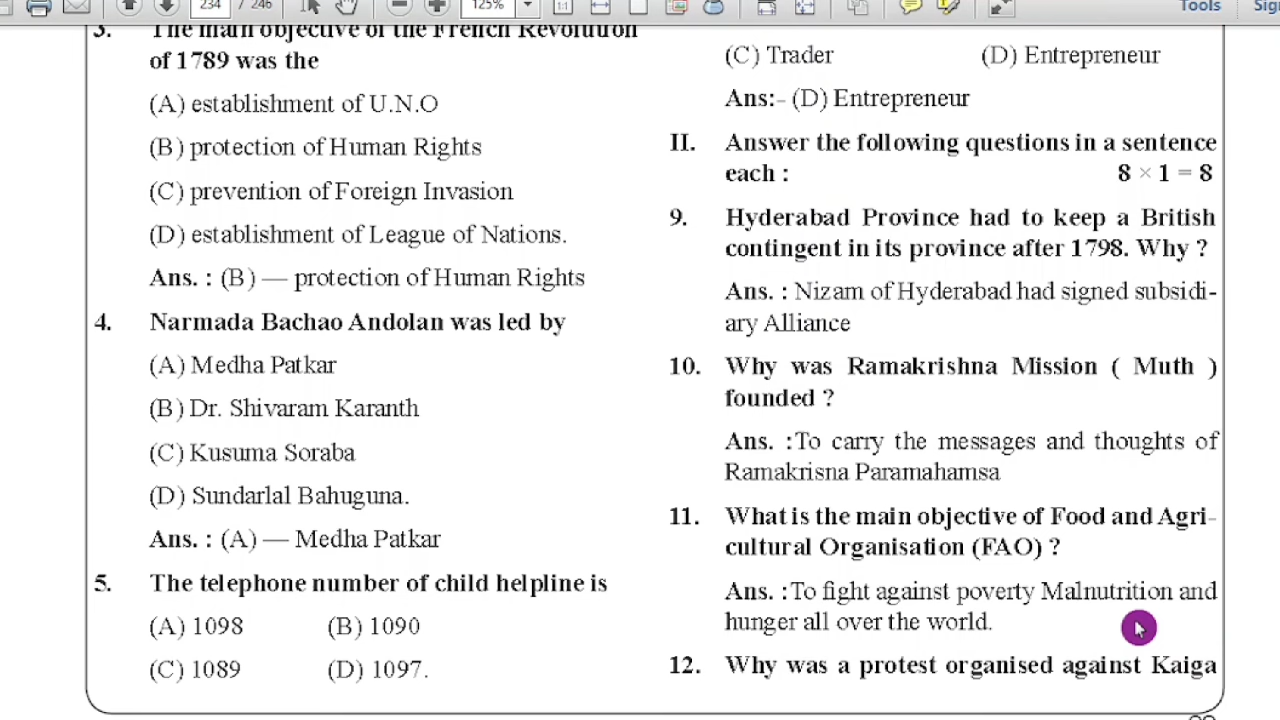 234 / 246
125%
Tools
3. The main objective of the French Revolution
of 1789 was the
(A) establishment of U.N.O
(B) protection of Human Rights
(C) prevention of Foreign Invasion
(D) establishment of League of Nations.
Ans. : (B) — protection of Human Rights
4. Narmada Bachao Andolan was led by
(A) Medha Patkar
(B) Dr. Shivaram Karanth
(C) Kusuma Soraba
(D) Sundarlal Bahuguna.
Ans. : (A) — Medha Patkar
5. The telephone number of child helpline is
(A) 1098 (B) 1090
(C) 1089 (D) 1097.
(C) Trader (D) Entrepreneur
Ans:- (D) Entrepreneur
II. Answer the following questions in a sentence
each : 8 × 1 = 8
9. Hyderabad Province had to keep a British
contingent in its province after 1798. Why ?
Ans. : Nizam of Hyderabad had signed subsidi-
ary Alliance
10. Why was Ramakrishna Mission ( Muth )
founded ?
Ans. :To carry the messages and thoughts of
Ramakrisna Paramahamsa
11. What is the main objective of Food and Agri-
cultural Organisation (FAO) ?
Ans. :To fight against poverty Malnutrition and
hunger all over the world.
12. Why was a protest organised against Kaiga